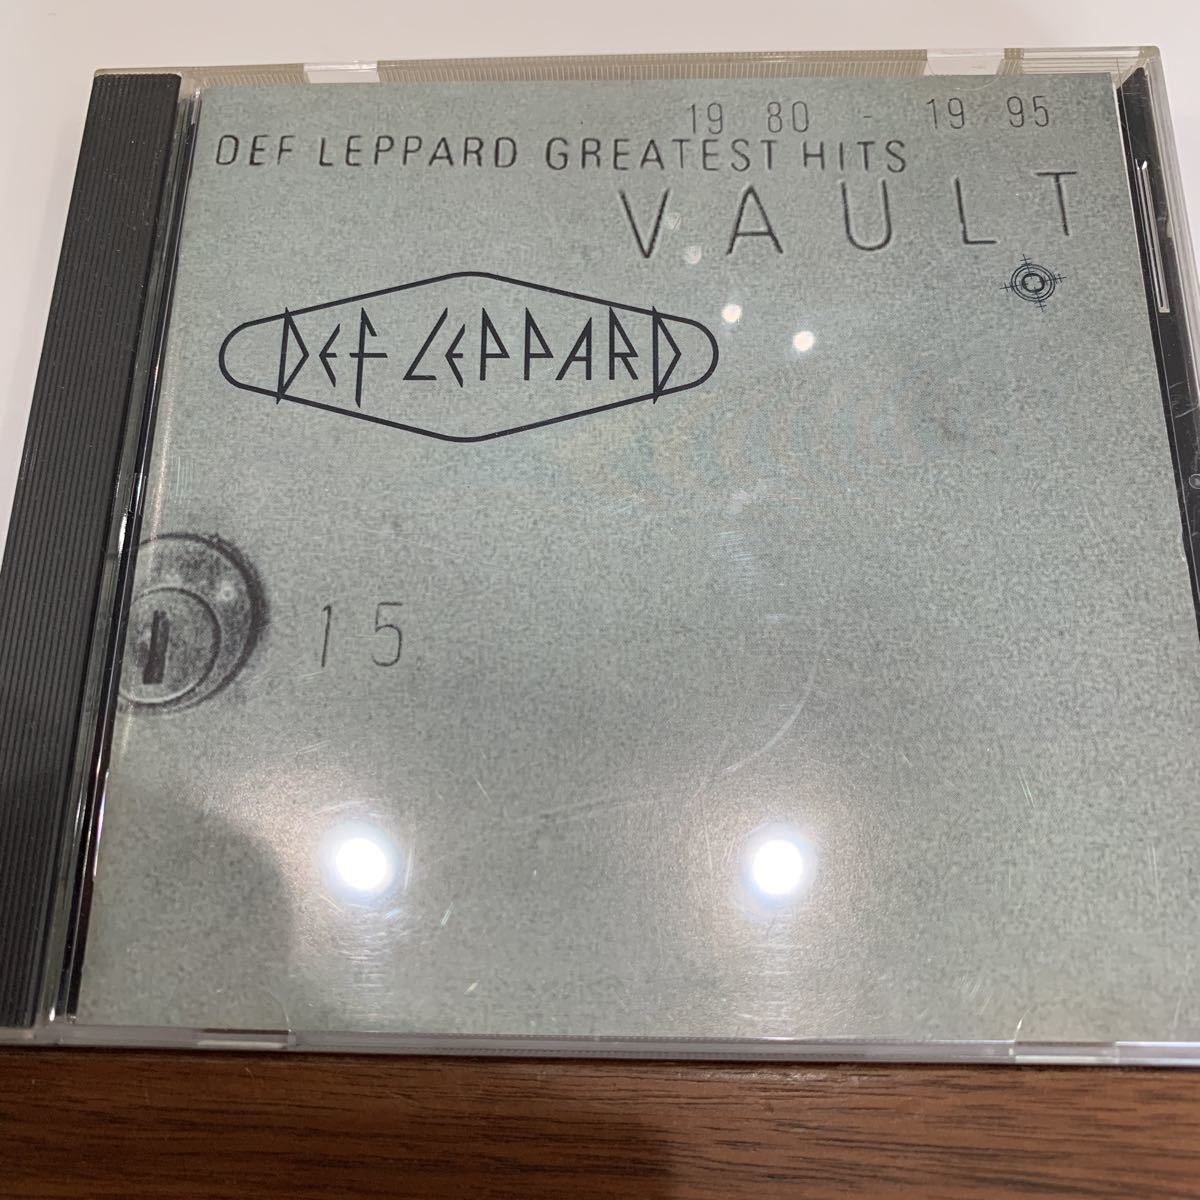 19 80 - 19 95
DEF LEPPARD GREATEST HITS
VAULT
DEF LEPPARD
15